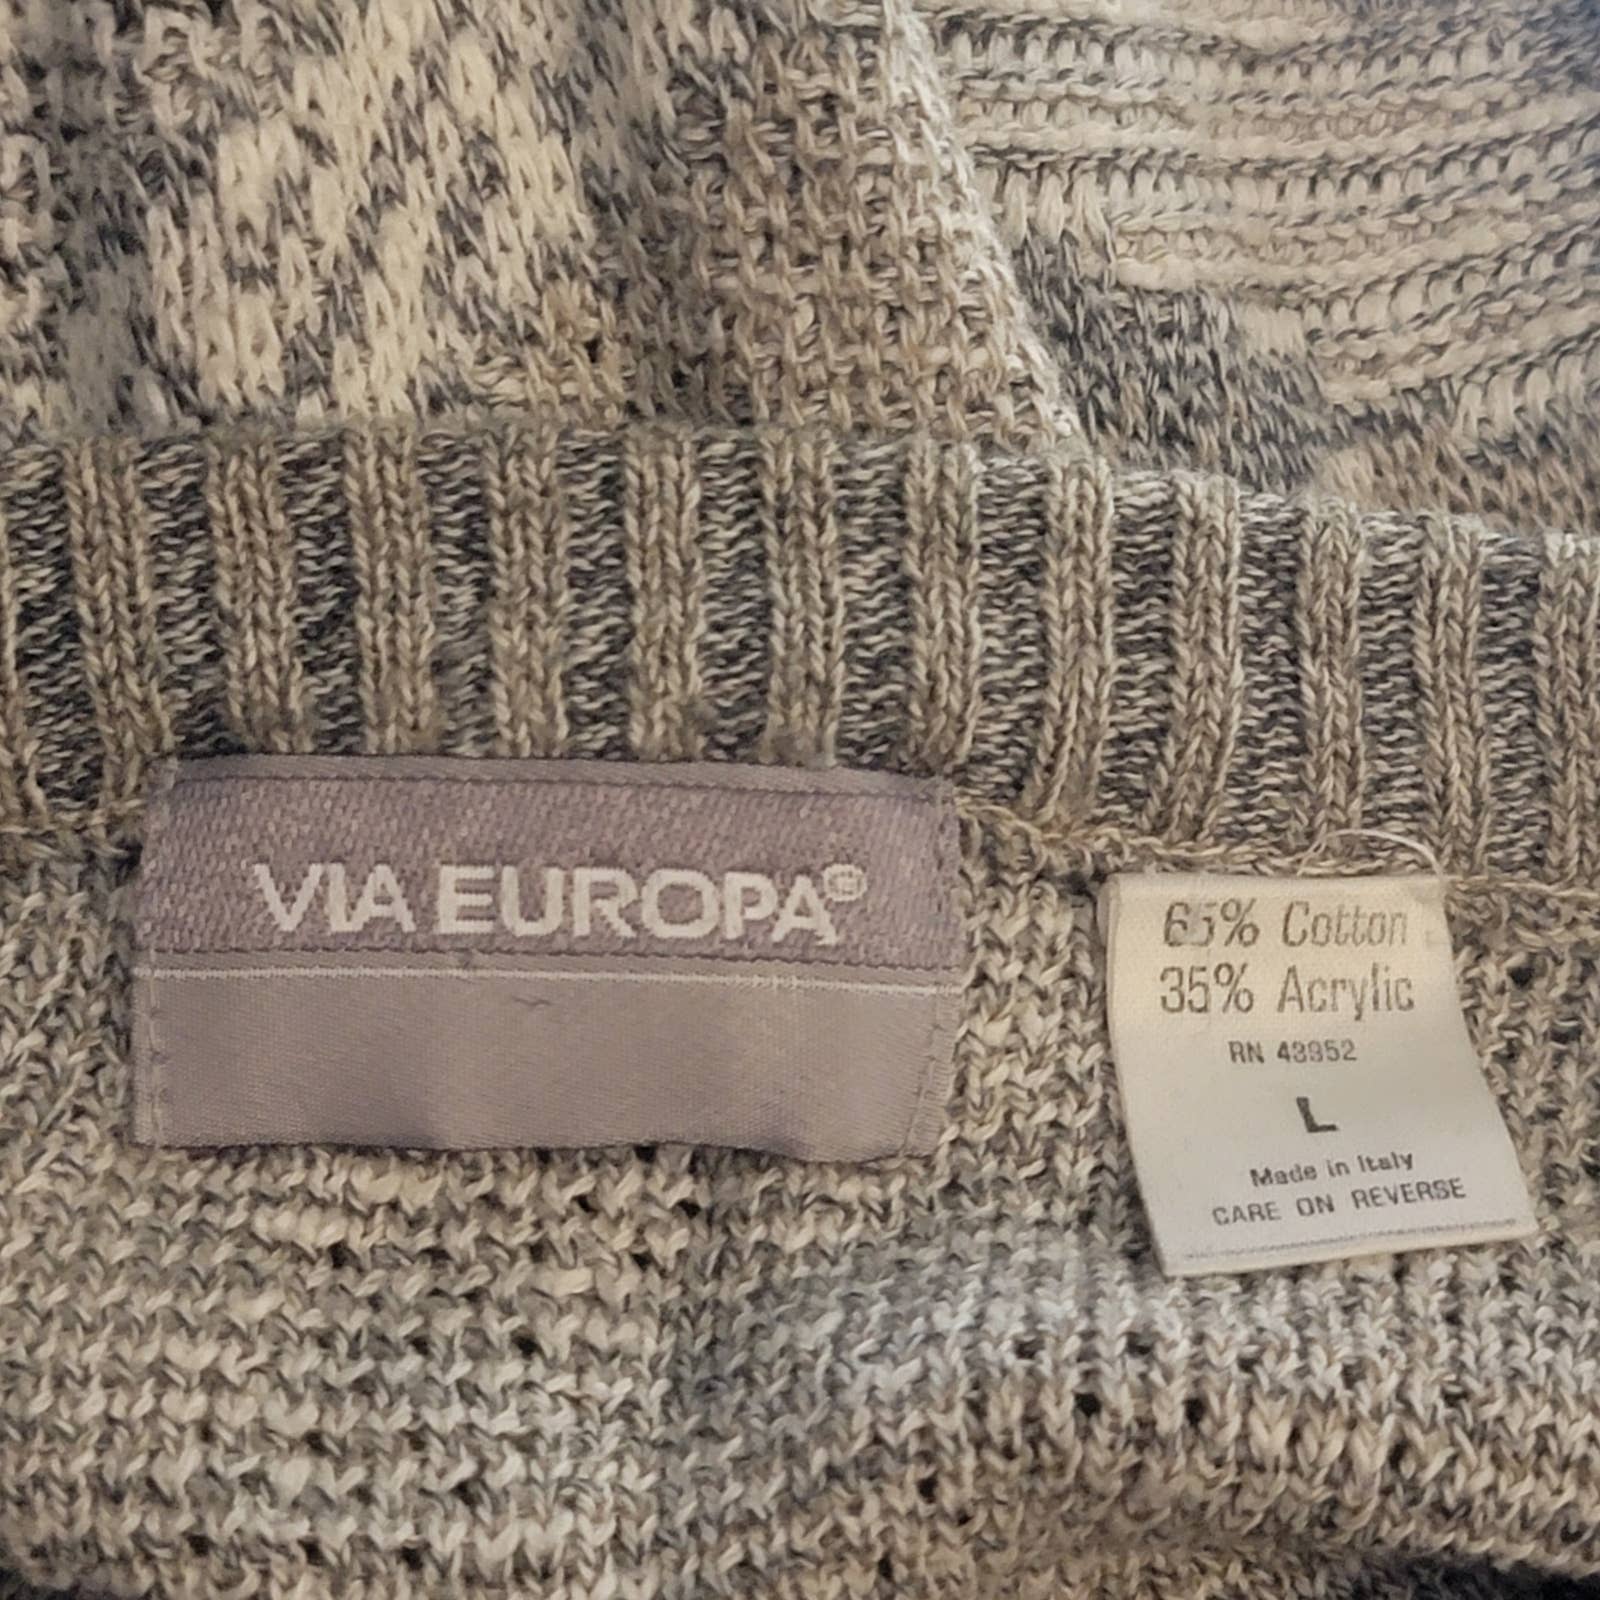 VIA EUROPA®
65% Cotton
35% Acrylic
RN 43952
L
Made in Italy
CARE ON REVERSE